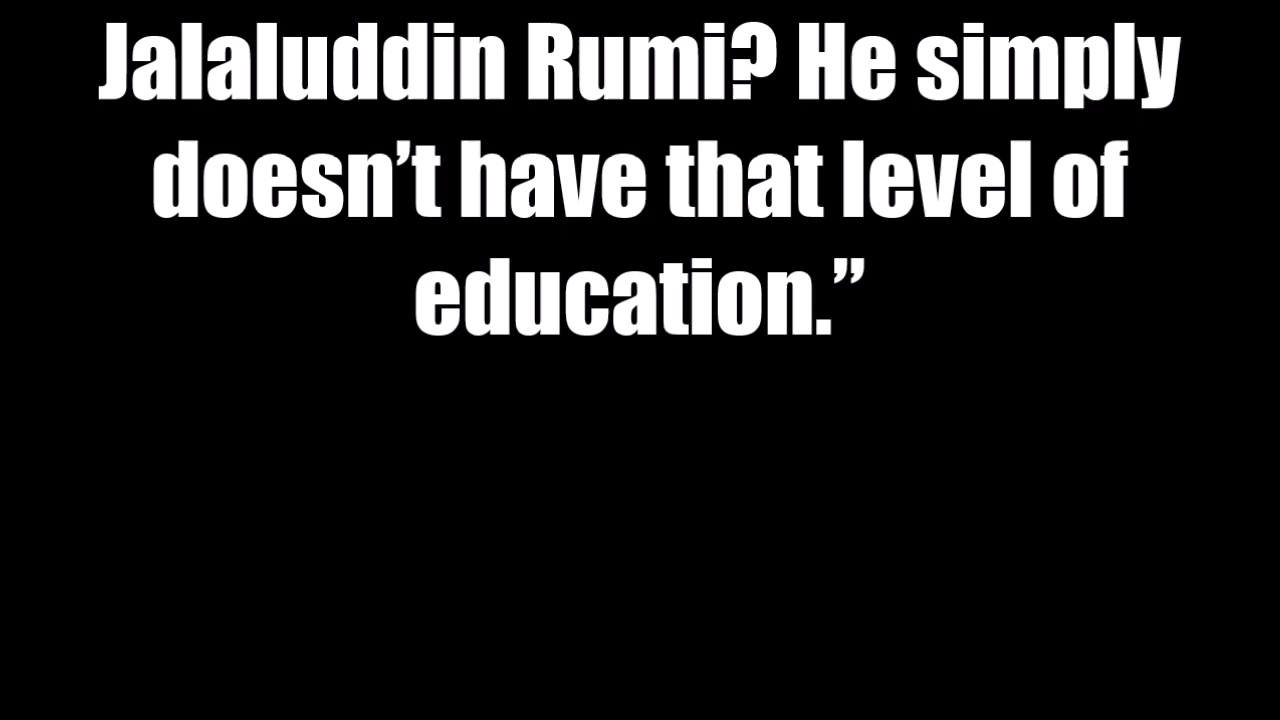 Jalaluddin Rumi? He simply
doesn’t have that level of
education.”